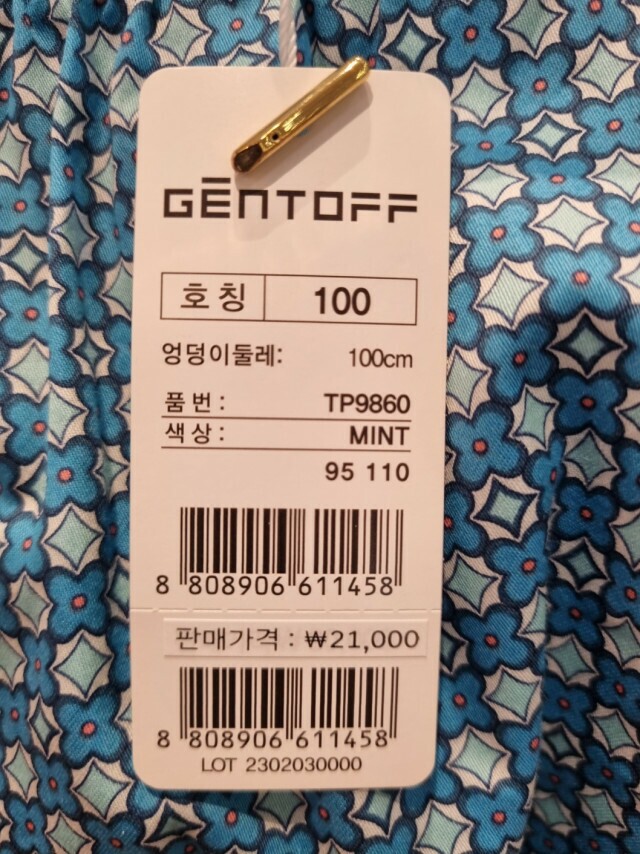 GĒNTOFF
호칭 100
엉덩이둘레: 100cm
품번: TP9860
색상: MINT
95 110
8 808906 611458
판매가격 : ₩21,000
8 808906 611458
LOT 2302030000